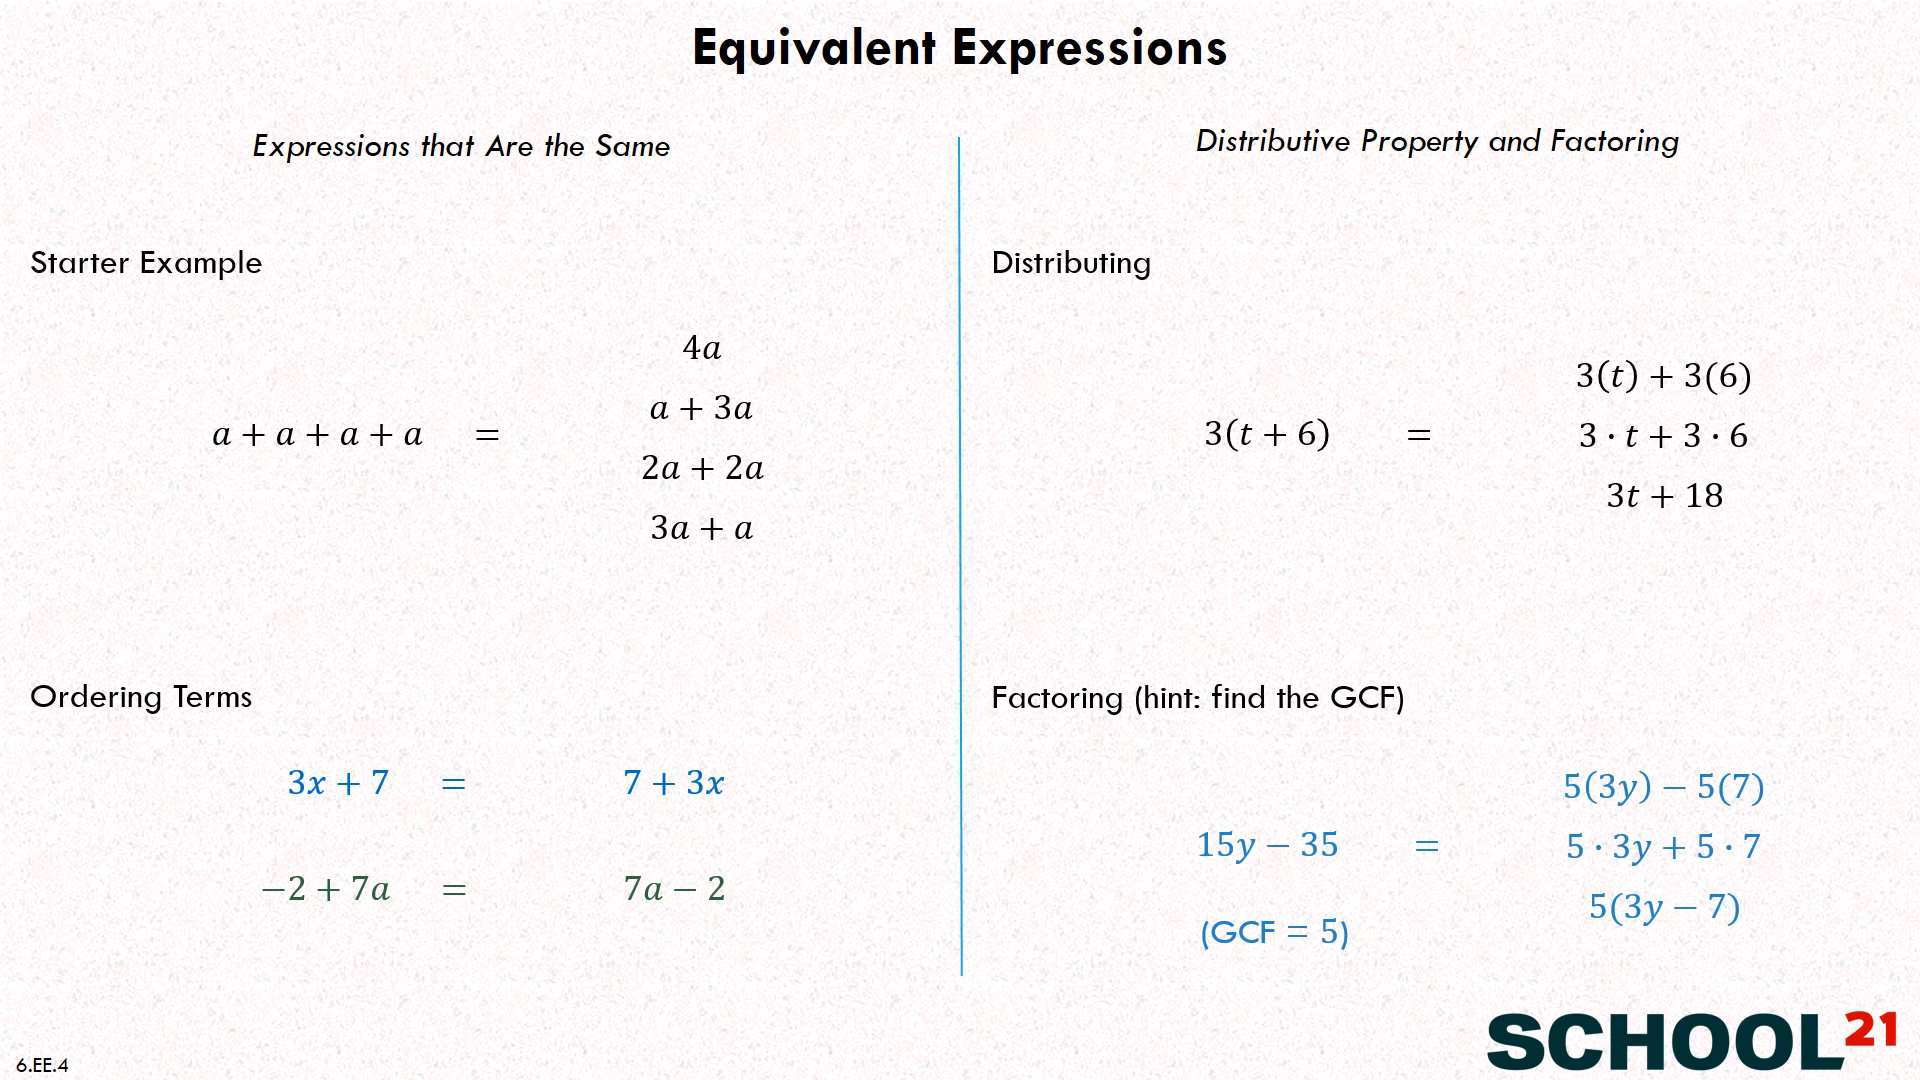 Equivalent Expressions
Expressions that Are the Same
Starter Example
a + a + a + a =
4a
a + 3a
2a + 2a
3a + a
Ordering Terms
3x + 7 = 7 + 3x
−2 + 7a = 7a − 2
Distributive Property and Factoring
Distributing
3(t + 6) =
3(t) + 3(6)
3 · t + 3 · 6
3t + 18
Factoring (hint: find the GCF)
15y − 35 =
5(3y) − 5(7)
5 · 3y + 5 · 7
5(3y − 7)
(GCF = 5)
6.EE.4
SCHOOL21